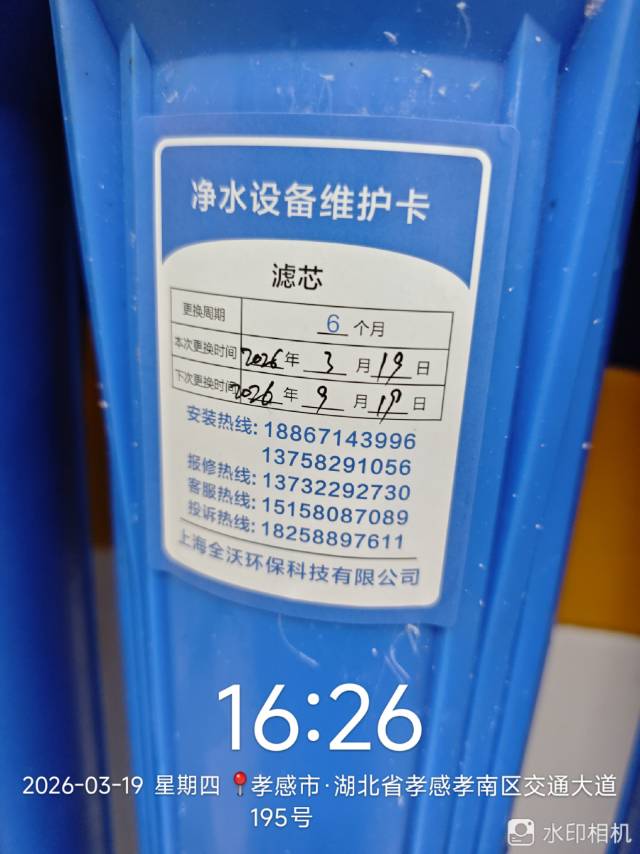 净水设备维护卡
滤芯
更换周期 6 个月
本次更换时间 2026 年 3 月 19 日
下次更换时间 2026 年 9 月 19 日
安装热线: 18867143996
13758291056
报修热线: 13732292730
客服热线: 15158087089
投诉热线: 18258897611
上海全沃环保科技有限公司
16:26
2026-03-19 星期四 孝感市·湖北省孝感孝南区交通大道
195号
水印相机